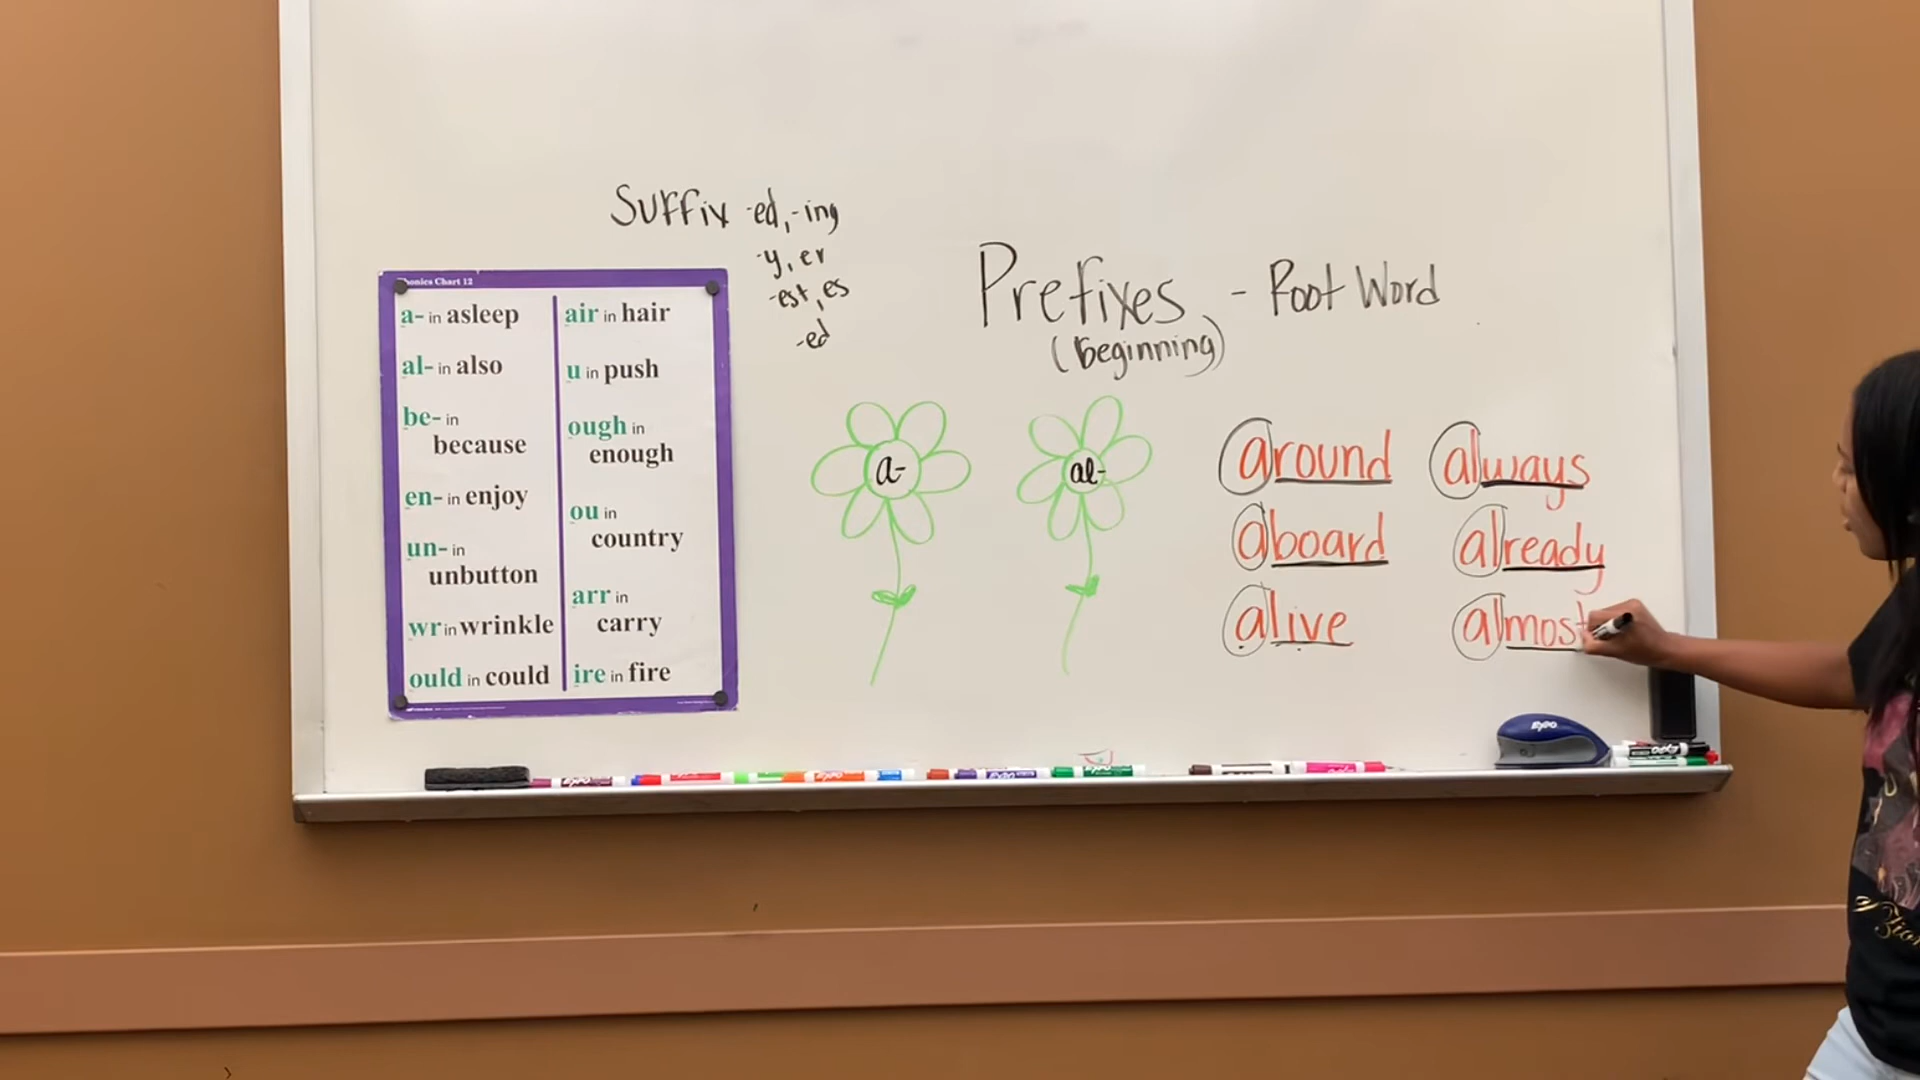 Suffix -ed, -ing
-y, er
-est, es
-ed
Prefixes - Root Word
(beginning)
Phonics Chart 12
a- in asleep
al- in also
be- in
because
en- in enjoy
un- in
unbutton
wr in wrinkle
ould in could
air in hair
u in push
ough in
enough
ou in
country
arr in
carry
ire in fire
a-
al-
around
aboard
alive
always
already
almost
EXPO
Zion